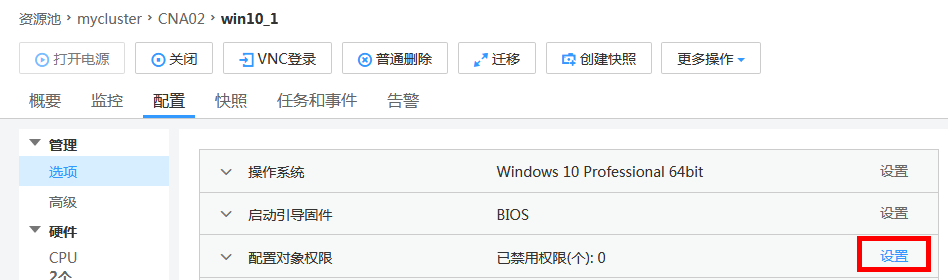 资源池 > mycluster > CNA02 > win10_1
打开电源 关闭 VNC登录 普通删除 迁移 创建快照 更多操作
概要 监控 配置 快照 任务和事件 告警
管理
选项
高级
硬件
CPU
2个
操作系统 Windows 10 Professional 64bit 设置
启动引导固件 BIOS 设置
配置对象权限 已禁用权限(个): 0 设置